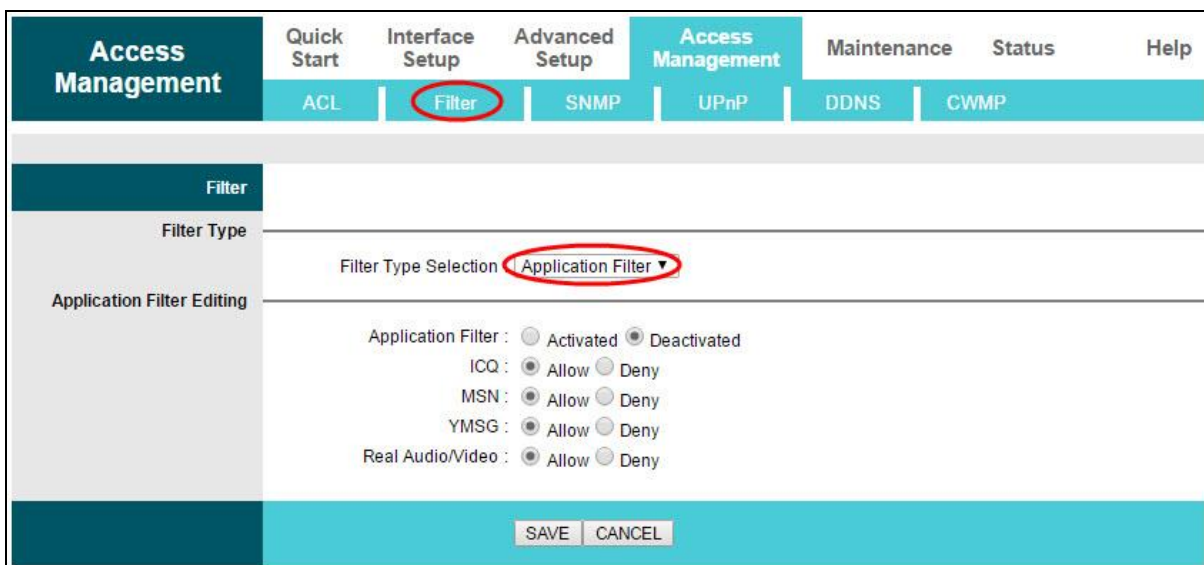 Access Management
Quick Start
Interface Setup
Advanced Setup
Access Management
Maintenance
Status
Help
ACL
Filter
SNMP
UPnP
DDNS
CWMP
Filter
Filter Type
Filter Type Selection : Application Filter ▼
Application Filter Editing
Application Filter : Activated Deactivated
ICQ : Allow Deny
MSN : Allow Deny
YMSG : Allow Deny
Real Audio/Video : Allow Deny
SAVE CANCEL